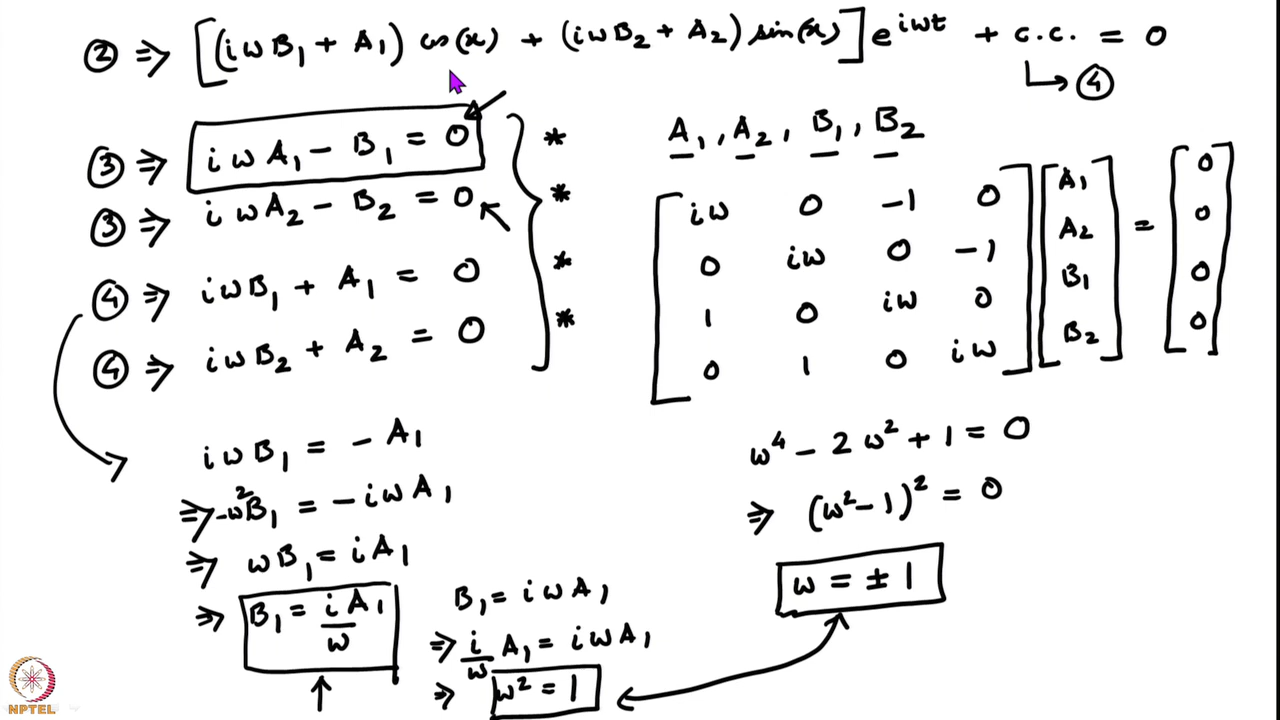 ② ⇒ [(iωB₁ + A₁) cos(x) + (iωB₂ + A₂) sin(x)] e^{iωt} + c.c. = 0
↳ ④
③ ⇒ iωA₁ − B₁ = 0 *
③ ⇒ iωA₂ − B₂ = 0 *
④ ⇒ iωB₁ + A₁ = 0 *
④ ⇒ iωB₂ + A₂ = 0 *
iωB₁ = − A₁
⇒ −ω²B₁ = − iωA₁
⇒ ωB₁ = iA₁
⇒ B₁ = iA₁/ω
B₁ = iωA₁
⇒ i/ω A₁ = iωA₁
⇒ ω² = 1
A₁, A₂, B₁, B₂
[iω 0 −1 0] [A₁] = [0]
[0 iω 0 −1] [A₂] [0]
[1 0 iω 0] [B₁] [0]
[0 1 0 iω] [B₂] [0]
ω⁴ − 2ω² + 1 = 0
⇒ (ω² − 1)² = 0
ω = ± 1
NPTEL